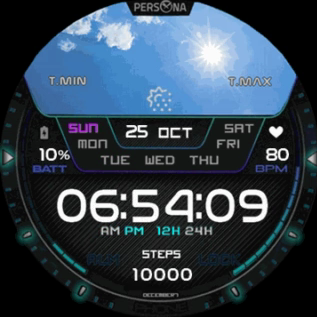 PERSONA
T.MIN T.MAX
SUN 25 OCT SAT
MON FRI
TUE WED THU
10% 80
BATT BPM
06:54:09
AM PM 12H 24H
STEPS
10000